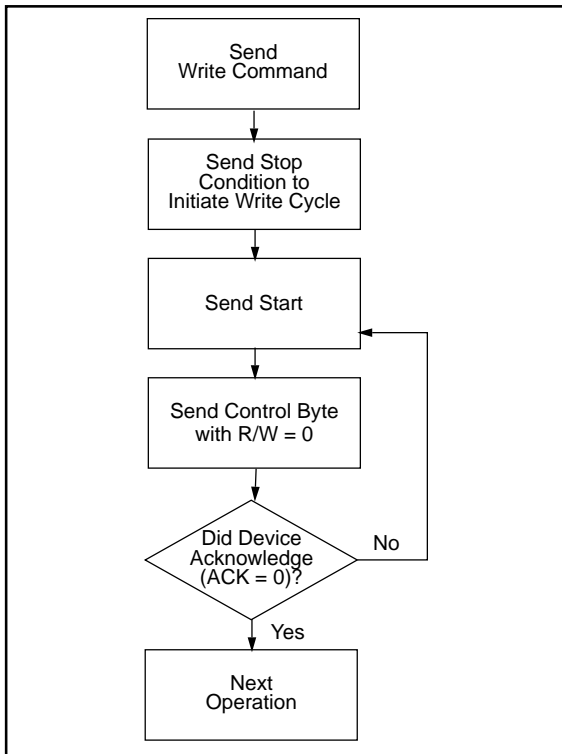 Send
Write Command
Send Stop
Condition to
Initiate Write Cycle
Send Start
Send Control Byte
with R/W = 0
Did Device
Acknowledge
(ACK = 0)?
No
Yes
Next
Operation